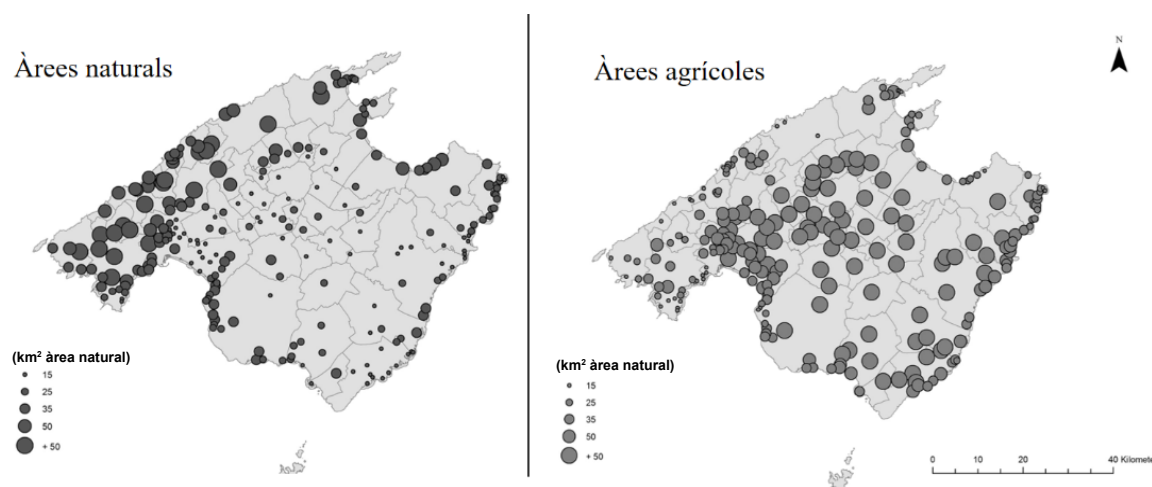 Àrees naturals
(km² àrea natural)
15
25
35
50
+ 50
Àrees agrícoles
N
(km² àrea natural)
15
25
35
50
+ 50
0 10 20 40 Kilomete